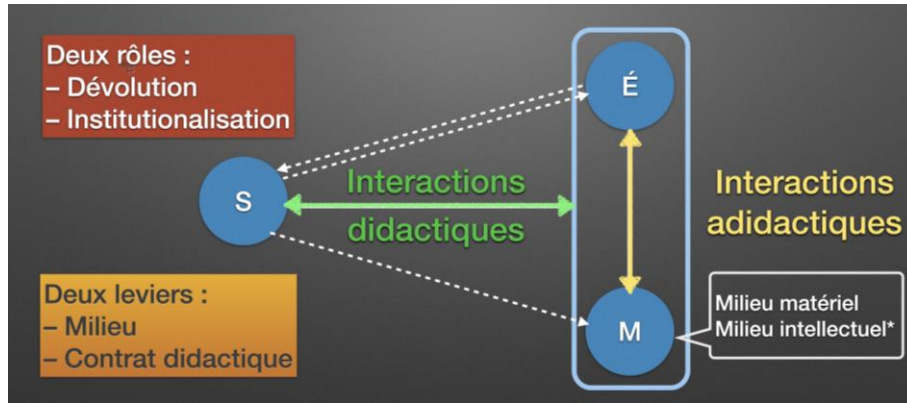 Deux rôles :
– Dévolution
– Institutionalisation
É
S
Interactions
didactiques
Interactions
adidactiques
Deux leviers :
– Milieu
– Contrat didactique
M
Milieu matériel
Milieu intellectuel*